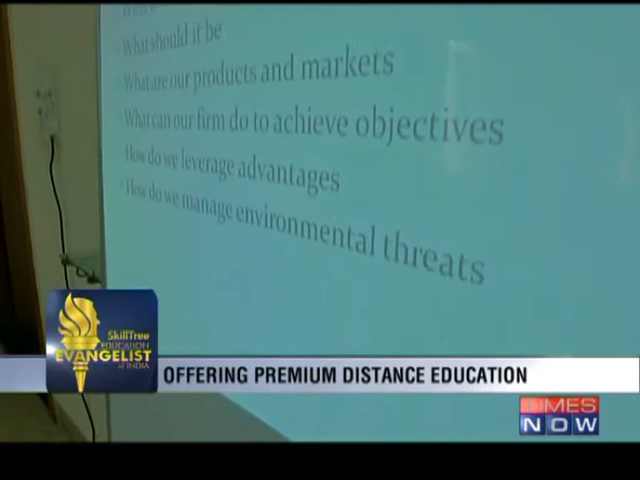 What should it be
What are our products and markets
What can our firm do to achieve objectives
How do we leverage advantages
How do we manage environmental threats
SkillTree
EDUCATION
EVANGELIST
of INDIA
OFFERING PREMIUM DISTANCE EDUCATION
TIMES
NOW